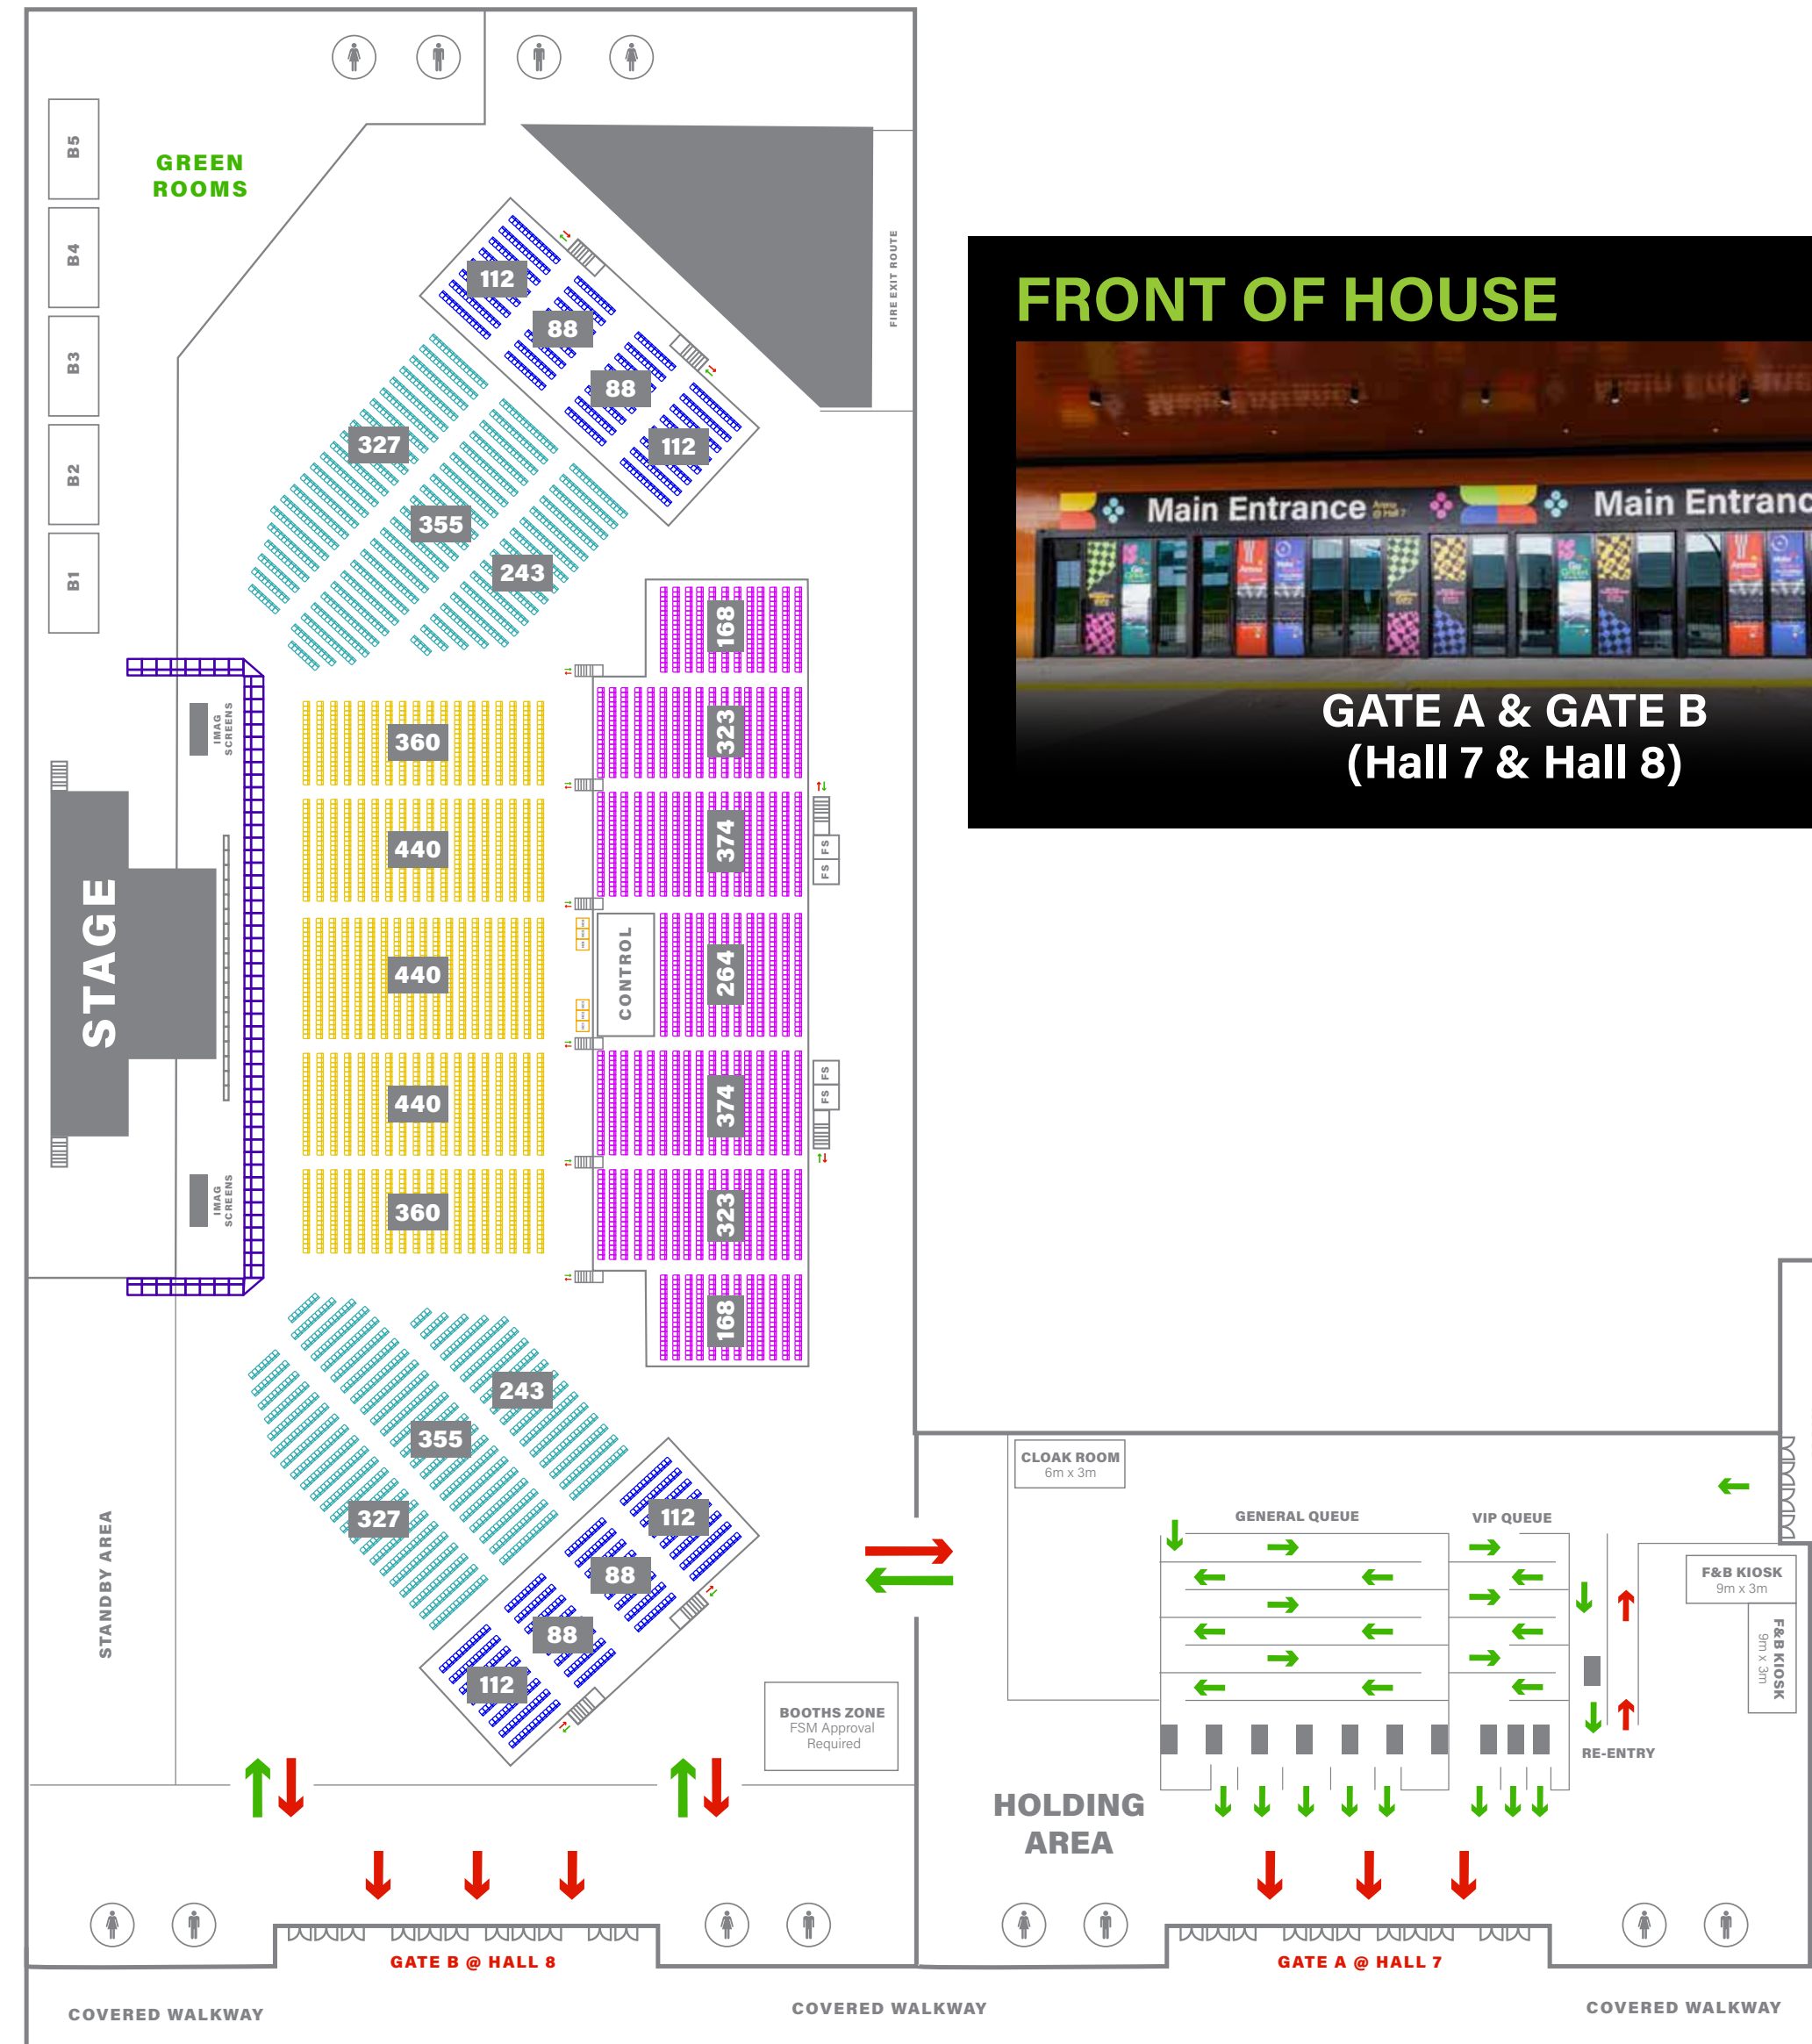 B5
B4
B3
B2
B1
GREEN
ROOMS
FIRE EXIT ROUTE
112
88
88
112
327
355
243
168
323
374
264
374
323
168
360
440
440
440
360
IMAG
SCREENS
STAGE
IMAG
SCREENS
CONTROL
FS
FS
FS
FS
243
355
327
112
88
88
112
STANDBY AREA
BOOTHS ZONE
FSM Approval
Required
GATE B @ HALL 8
COVERED WALKWAY
COVERED WALKWAY
COVERED WALKWAY
FRONT OF HOUSE
Main Entrance
Main Entranc
GATE A & GATE B
(Hall 7 & Hall 8)
CLOAK ROOM
6m x 3m
GENERAL QUEUE
VIP QUEUE
F&B KIOSK
9m x 3m
F&B KIOSK
9m x 3m
RE-ENTRY
HOLDING
AREA
GATE A @ HALL 7